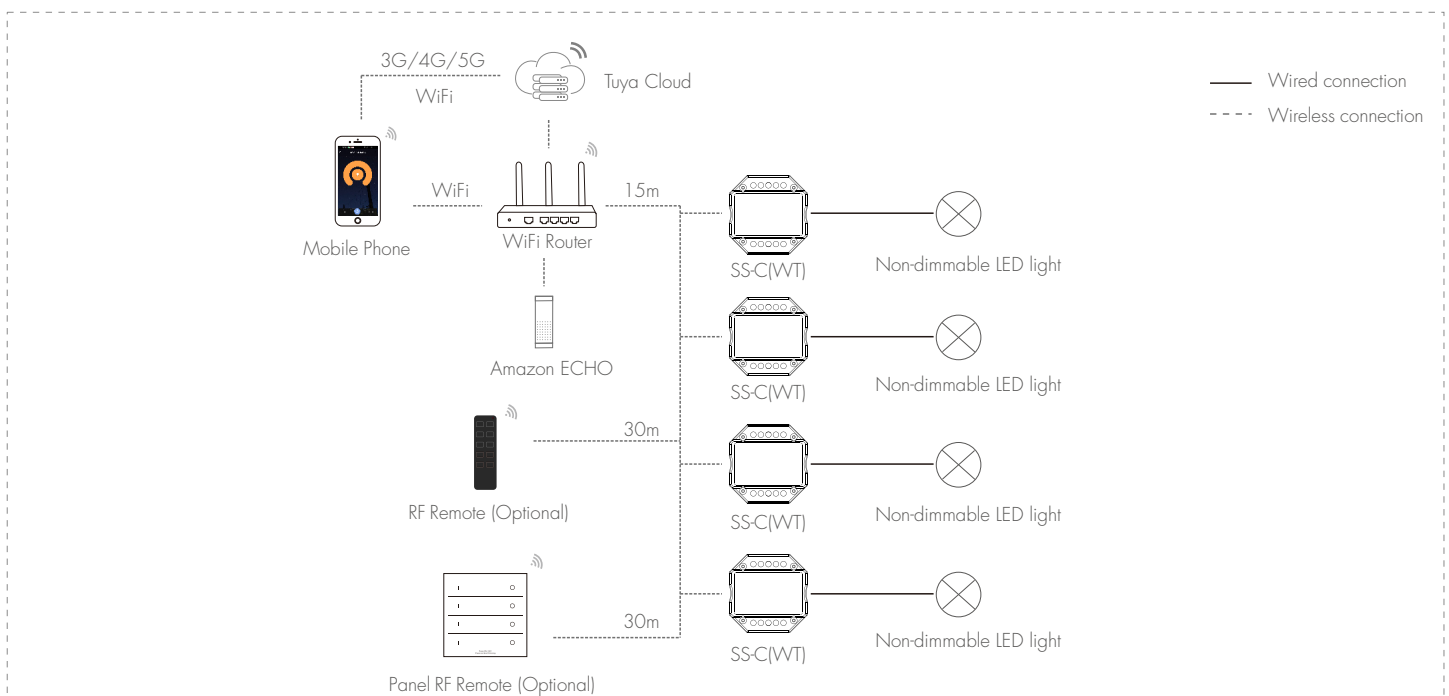 3G/4G/5G
WiFi
Tuya Cloud
Wired connection
Wireless connection
WiFi
15m
Mobile Phone
WiFi Router
SS-C(WT)
Non-dimmable LED light
Amazon ECHO
SS-C(WT)
Non-dimmable LED light
30m
RF Remote (Optional)
SS-C(WT)
Non-dimmable LED light
30m
SS-C(WT)
Non-dimmable LED light
Panel RF Remote (Optional)